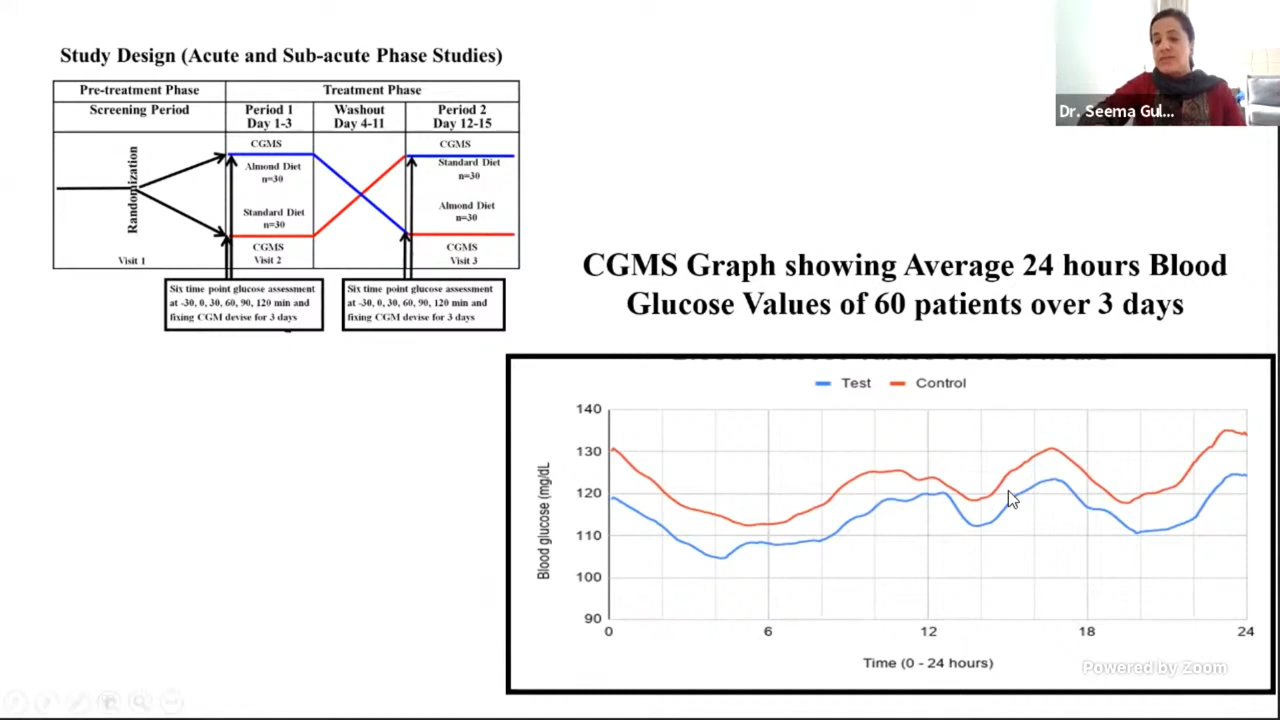 Study Design (Acute and Sub-acute Phase Studies)
Pre-treatment Phase
Treatment Phase
Screening Period
Period 1
Day 1-3
Washout
Day 4-11
Period 2
Day 12-15
Randomization
Visit 1
CGMS
Almond Diet
n=30
Standard Diet
n=30
CGMS
Visit 2
CGMS
Standard Diet
n=30
Almond Diet
n=30
CGMS
Visit 3
Six time point glucose assessment
at -30, 0, 30, 60, 90, 120 min and
fixing CGM devise for 3 days
Six time point glucose assessment
at -30, 0, 30, 60, 90, 120 min and
fixing CGM devise for 3 days
Dr. Seema Gul...
CGMS Graph showing Average 24 hours Blood
Glucose Values of 60 patients over 3 days
Test
Control
Blood glucose (mg/dL
140
130
120
110
100
90
0 6 12 18 24
Time (0 - 24 hours)
Powered by Zoom